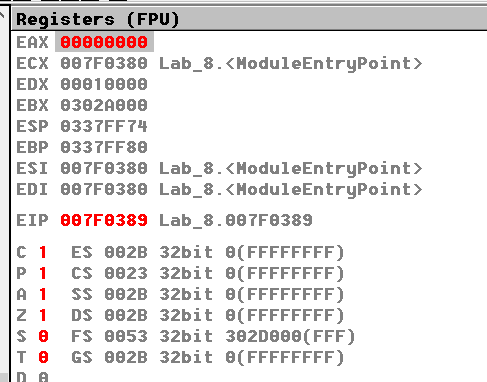 Registers (FPU)
EAX 00000000
ECX 007F0380 Lab_8.<ModuleEntryPoint>
EDX 00010000
EBX 0302A000
ESP 0337FF74
EBP 0337FF80
ESI 007F0380 Lab_8.<ModuleEntryPoint>
EDI 007F0380 Lab_8.<ModuleEntryPoint>
EIP 007F0389 Lab_8.007F0389
C 1 ES 002B 32bit 0(FFFFFFFF)
P 1 CS 0023 32bit 0(FFFFFFFF)
A 1 SS 002B 32bit 0(FFFFFFFF)
Z 1 DS 002B 32bit 0(FFFFFFFF)
S 0 FS 0053 32bit 302D000(FFF)
T 0 GS 002B 32bit 0(FFFFFFFF)
D 0